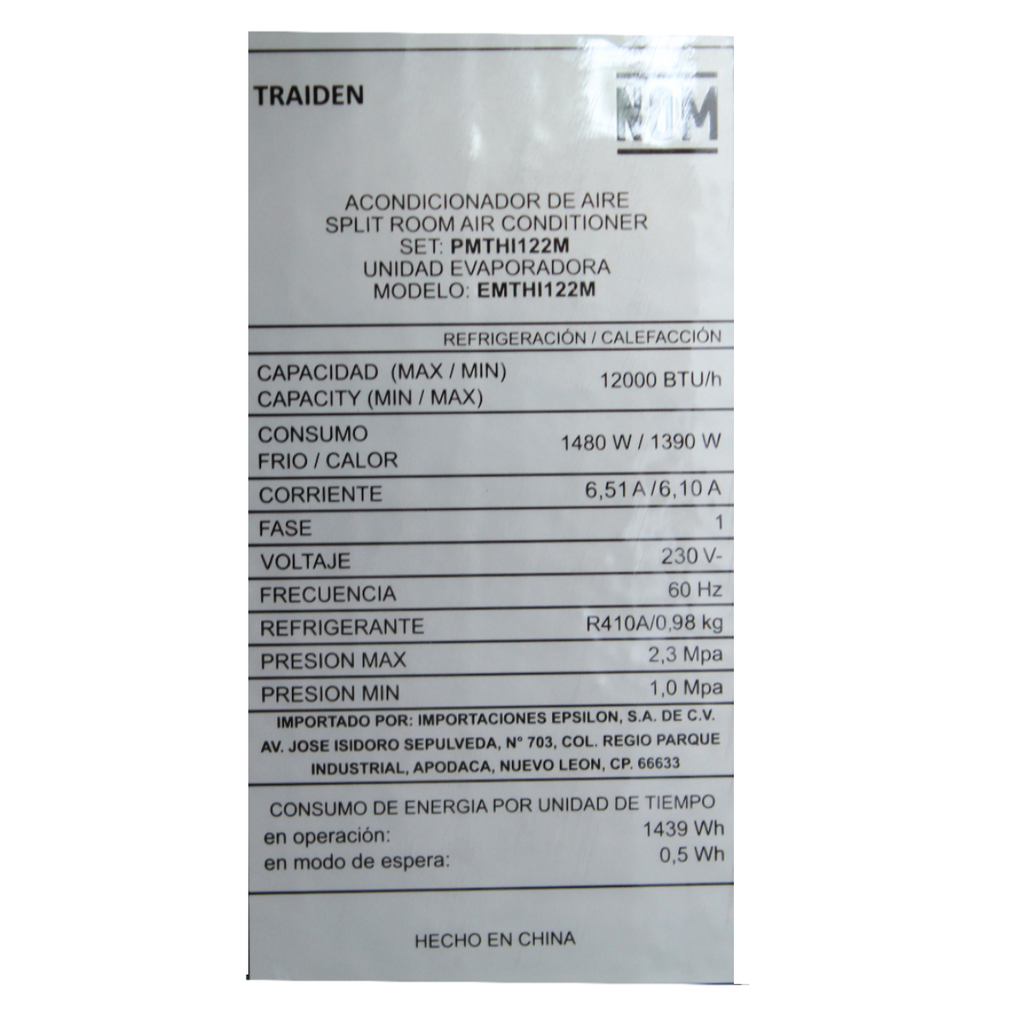 TRAIDEN
NOM
ACONDICIONADOR DE AIRE
SPLIT ROOM AIR CONDITIONER
SET: PMTHI122M
UNIDAD EVAPORADORA
MODELO: EMTHI122M
REFRIGERACIÓN / CALEFACCIÓN
CAPACIDAD (MAX / MIN)
CAPACITY (MIN / MAX)
12000 BTU/h
CONSUMO
FRIO / CALOR
1480 W / 1390 W
CORRIENTE 6,51 A / 6,10 A
FASE 1
VOLTAJE 230 V-
FRECUENCIA 60 Hz
REFRIGERANTE R410A/0,98 kg
PRESION MAX 2,3 Mpa
PRESION MIN 1,0 Mpa
IMPORTADO POR: IMPORTACIONES EPSILON, S.A. DE C.V.
AV. JOSE ISIDORO SEPULVEDA, N° 703, COL. REGIO PARQUE
INDUSTRIAL, APODACA, NUEVO LEON, CP. 66633
CONSUMO DE ENERGIA POR UNIDAD DE TIEMPO
en operación: 1439 Wh
en modo de espera: 0,5 Wh
HECHO EN CHINA